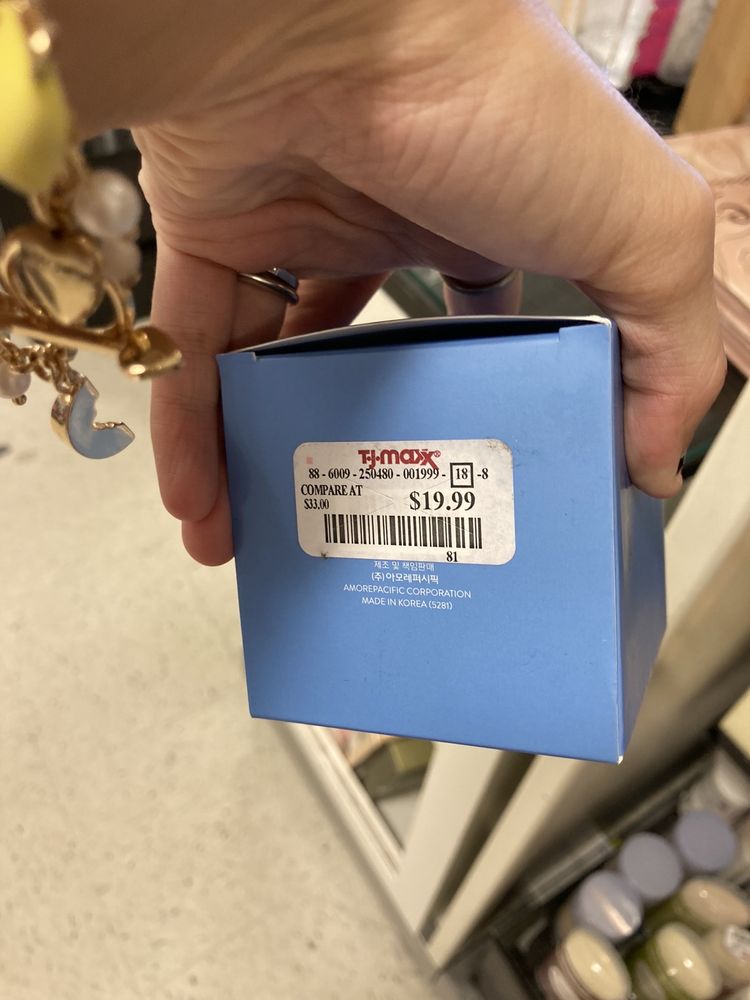 T·J·maxx®
88 - 6009 - 250480 - 001999 - 18 -8
COMPARE AT
$33.00
$19.99
81
제조 및 책임판매
(주)아모레퍼시픽
AMOREPACIFIC CORPORATION
MADE IN KOREA (5281)